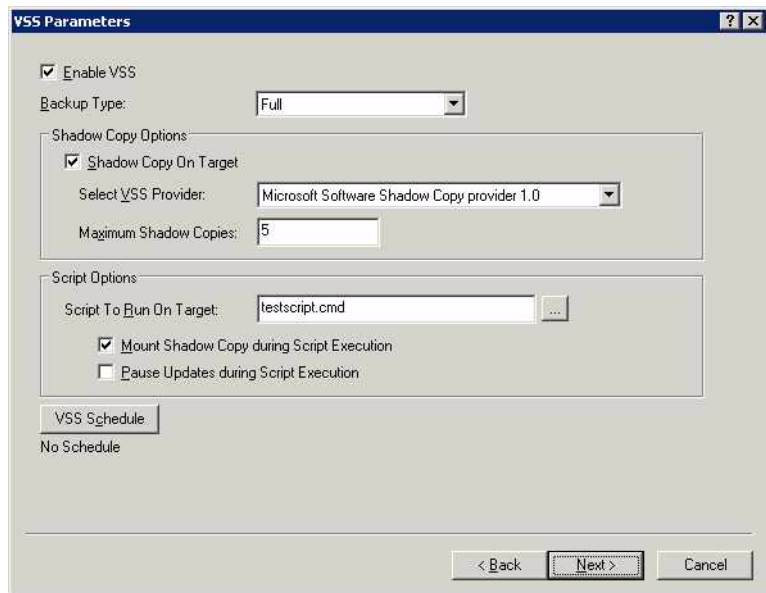 VSS Parameters
Enable VSS
Backup Type: Full
Shadow Copy Options
Shadow Copy On Target
Select VSS Provider: Microsoft Software Shadow Copy provider 1.0
Maximum Shadow Copies: 5
Script Options
Script To Run On Target: testscript.cmd ...
Mount Shadow Copy during Script Execution
Pause Updates during Script Execution
VSS Schedule
No Schedule
< Back Next > Cancel